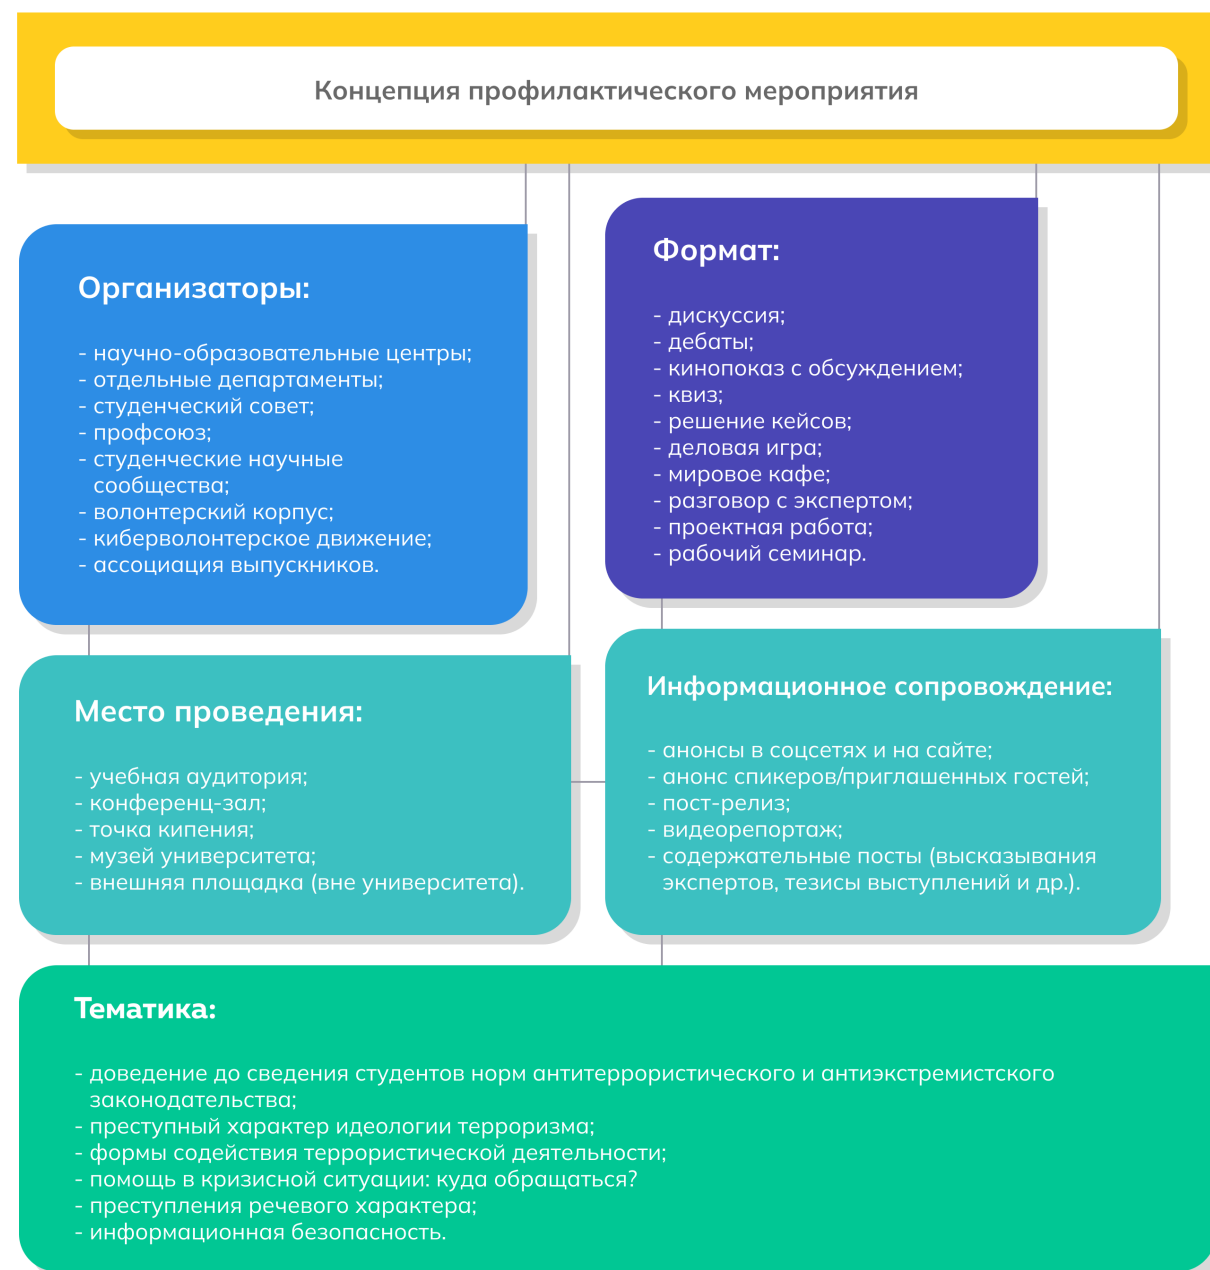 Концепция профилактического мероприятия
Организаторы:
- научно-образовательные центры;
- отдельные департаменты;
- студенческий совет;
- профсоюз;
- студенческие научные
сообщества;
- волонтерский корпус;
- киберволонтерское движение;
- ассоциация выпускников.
Формат:
- дискуссия;
- дебаты;
- кинопоказ с обсуждением;
- квиз;
- решение кейсов;
- деловая игра;
- мировое кафе;
- разговор с экспертом;
- проектная работа;
- рабочий семинар.
Место проведения:
- учебная аудитория;
- конференц-зал;
- точка кипения;
- музей университета;
- внешняя площадка (вне университета).
Информационное сопровождение:
- анонсы в соцсетях и на сайте;
- анонс спикеров/приглашенных гостей;
- пост-релиз;
- видеорепортаж;
- содержательные посты (высказывания
экспертов, тезисы выступлений и др.).
Тематика:
- доведение до сведения студентов норм антитеррористического и антиэкстремистского
законодательства;
- преступный характер идеологии терроризма;
- формы содействия террористической деятельности;
- помощь в кризисной ситуации: куда обращаться?
- преступления речевого характера;
- информационная безопасность.